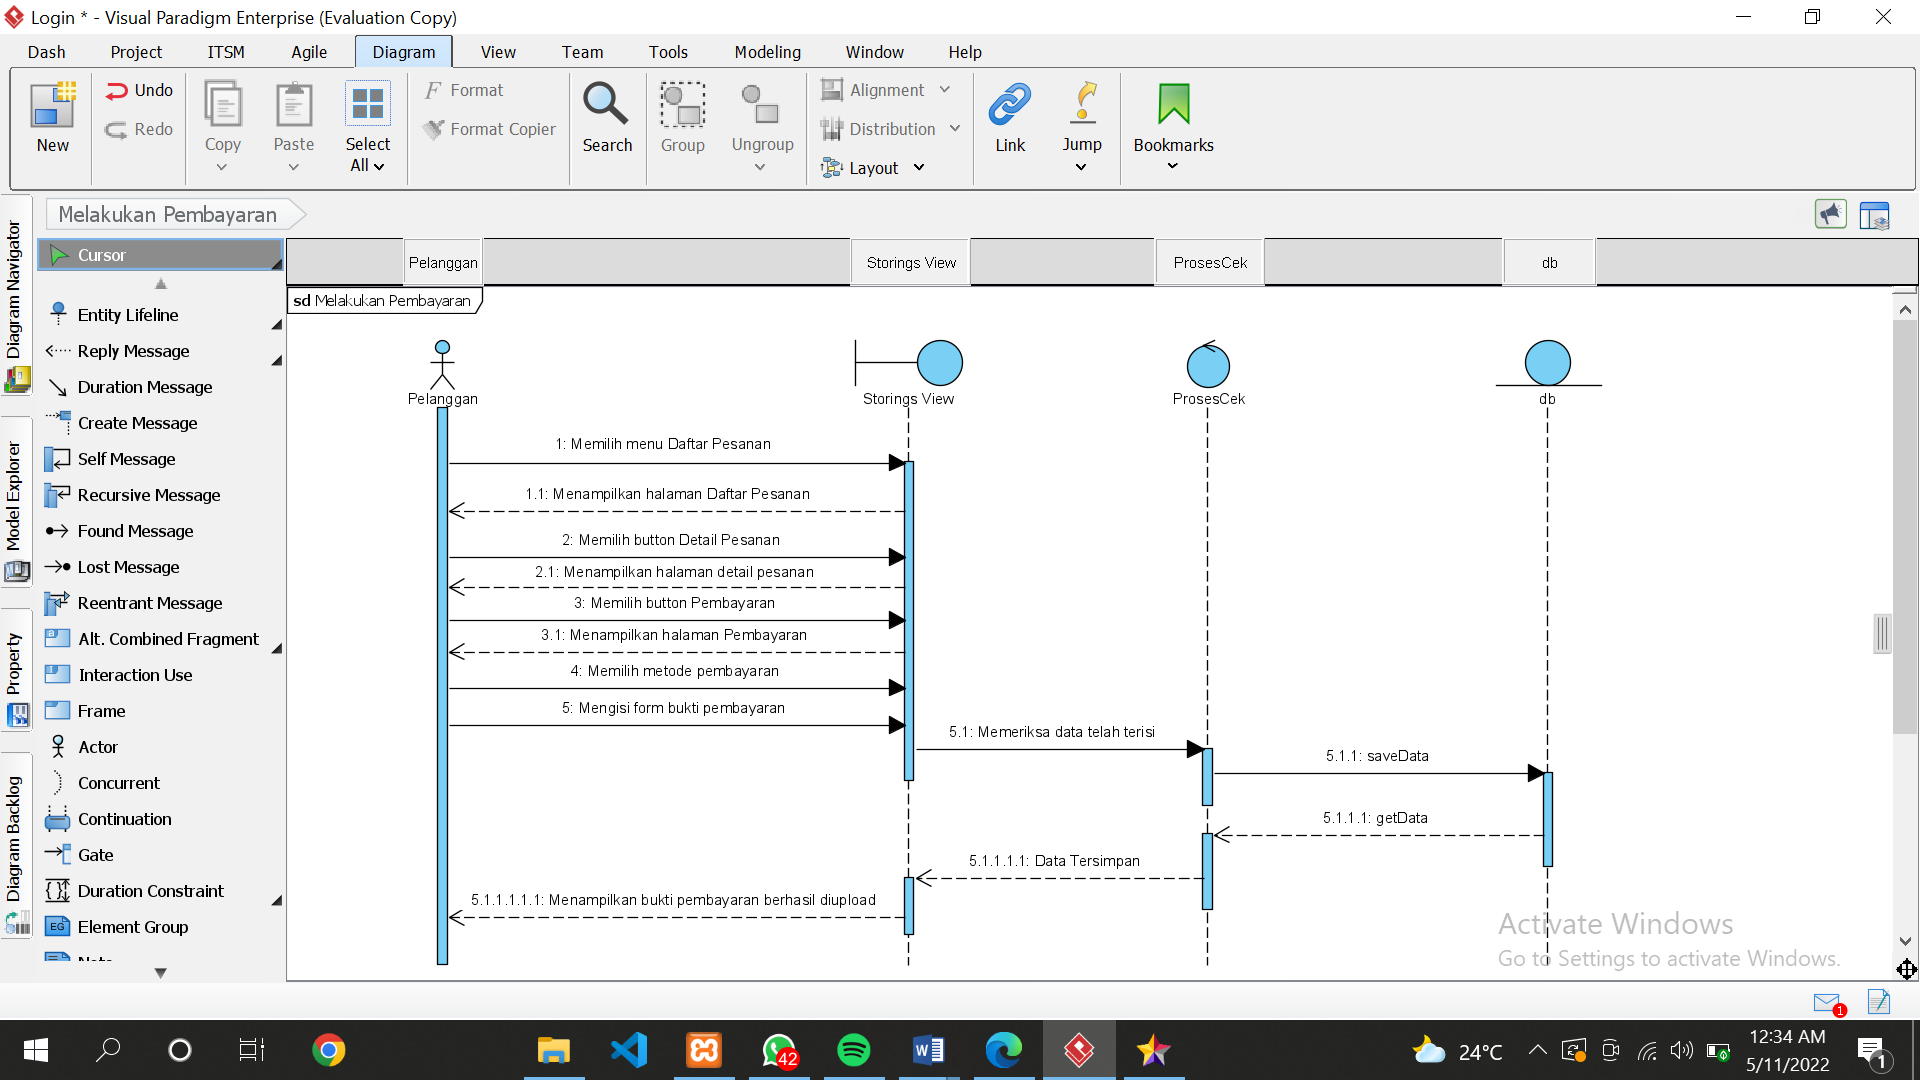 Login * - Visual Paradigm Enterprise (Evaluation Copy)
Dash Project ITSM Agile Diagram View Team Tools Modeling Window Help
New
Undo
Redo
Copy
Paste
Select All
Format
Format Copier
Search
Group
Ungroup
Alignment
Distribution
Layout
Link
Jump
Bookmarks
Melakukan Pembayaran
Diagram Navigator
Model Explorer
Property
Diagram Backlog
Cursor
Entity Lifeline
Reply Message
Duration Message
Create Message
Self Message
Recursive Message
Found Message
Lost Message
Reentrant Message
Alt. Combined Fragment
Interaction Use
Frame
Actor
Concurrent
Continuation
Gate
Duration Constraint
EG Element Group
Pelanggan Storings View ProsesCek db
sd Melakukan Pembayaran
Pelanggan Storings View ProsesCek db
1: Memilih menu Daftar Pesanan
1.1: Menampilkan halaman Daftar Pesanan
2: Memilih button Detail Pesanan
2.1: Menampilkan halaman detail pesanan
3: Memilih button Pembayaran
3.1: Menampilkan halaman Pembayaran
4: Memilih metode pembayaran
5: Mengisi form bukti pembayaran
5.1: Memeriksa data telah terisi
5.1.1: saveData
5.1.1.1: getData
5.1.1.1.1: Data Tersimpan
5.1.1.1.1.1: Menampilkan bukti pembayaran berhasil diupload
Activate Windows
Go to Settings to activate Windows.
1
42
24°C
12:34 AM
5/11/2022
1